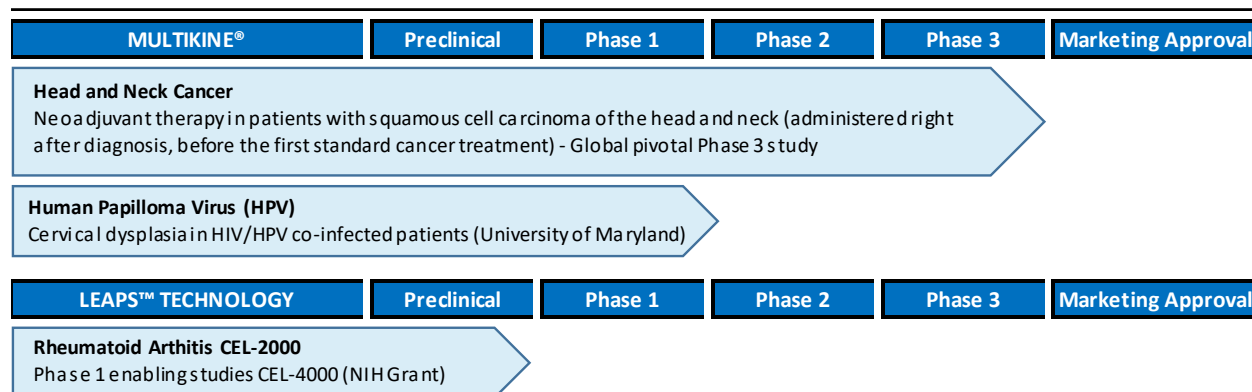 MULTIKINE® Preclinical Phase 1 Phase 2 Phase 3 Marketing Approval
Head and Neck Cancer
Neoadjuvant therapy in patients with squamous cell carcinoma of the head and neck (administered right
after diagnosis, before the first standard cancer treatment) - Global pivotal Phase 3 study
Human Papilloma Virus (HPV)
Cervical dysplasia in HIV/HPV co-infected patients (University of Maryland)
LEAPS™ TECHNOLOGY Preclinical Phase 1 Phase 2 Phase 3 Marketing Approval
Rheumatoid Arthitis CEL-2000
Phase 1 enabling studies CEL-4000 (NIH Grant)